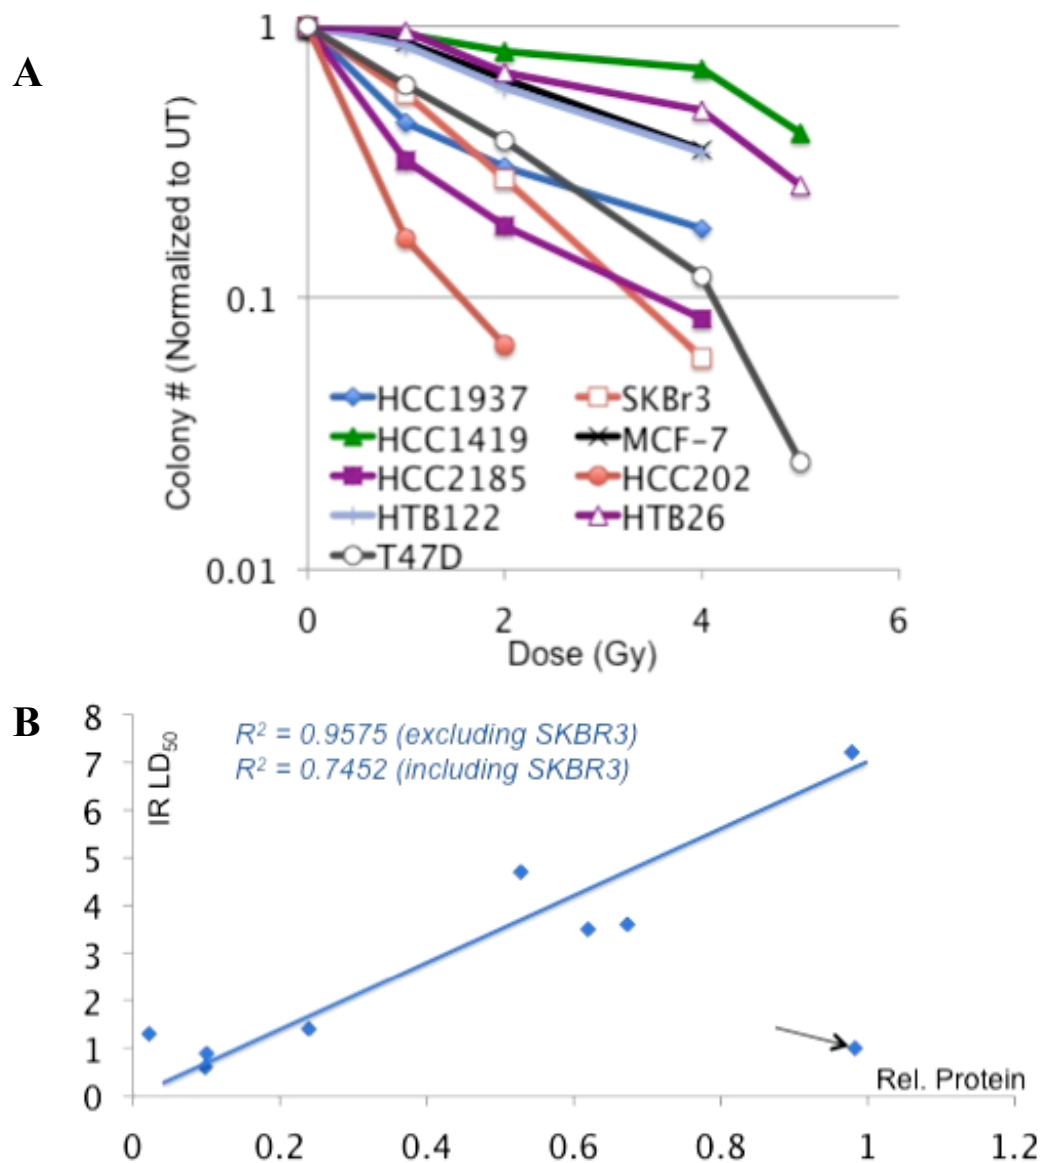 A
Colony # (Normalized to UT)
1
0.1
0.01
HCC1937
SKBr3
HCC1419
MCF-7
HCC2185
HCC202
HTB122
HTB26
T47D
0 2 4 6
Dose (Gy)
B
IR LD50
R² = 0.9575 (excluding SKBR3)
R² = 0.7452 (including SKBR3)
8
7
6
5
4
3
2
1
0
Rel. Protein
0 0.2 0.4 0.6 0.8 1 1.2